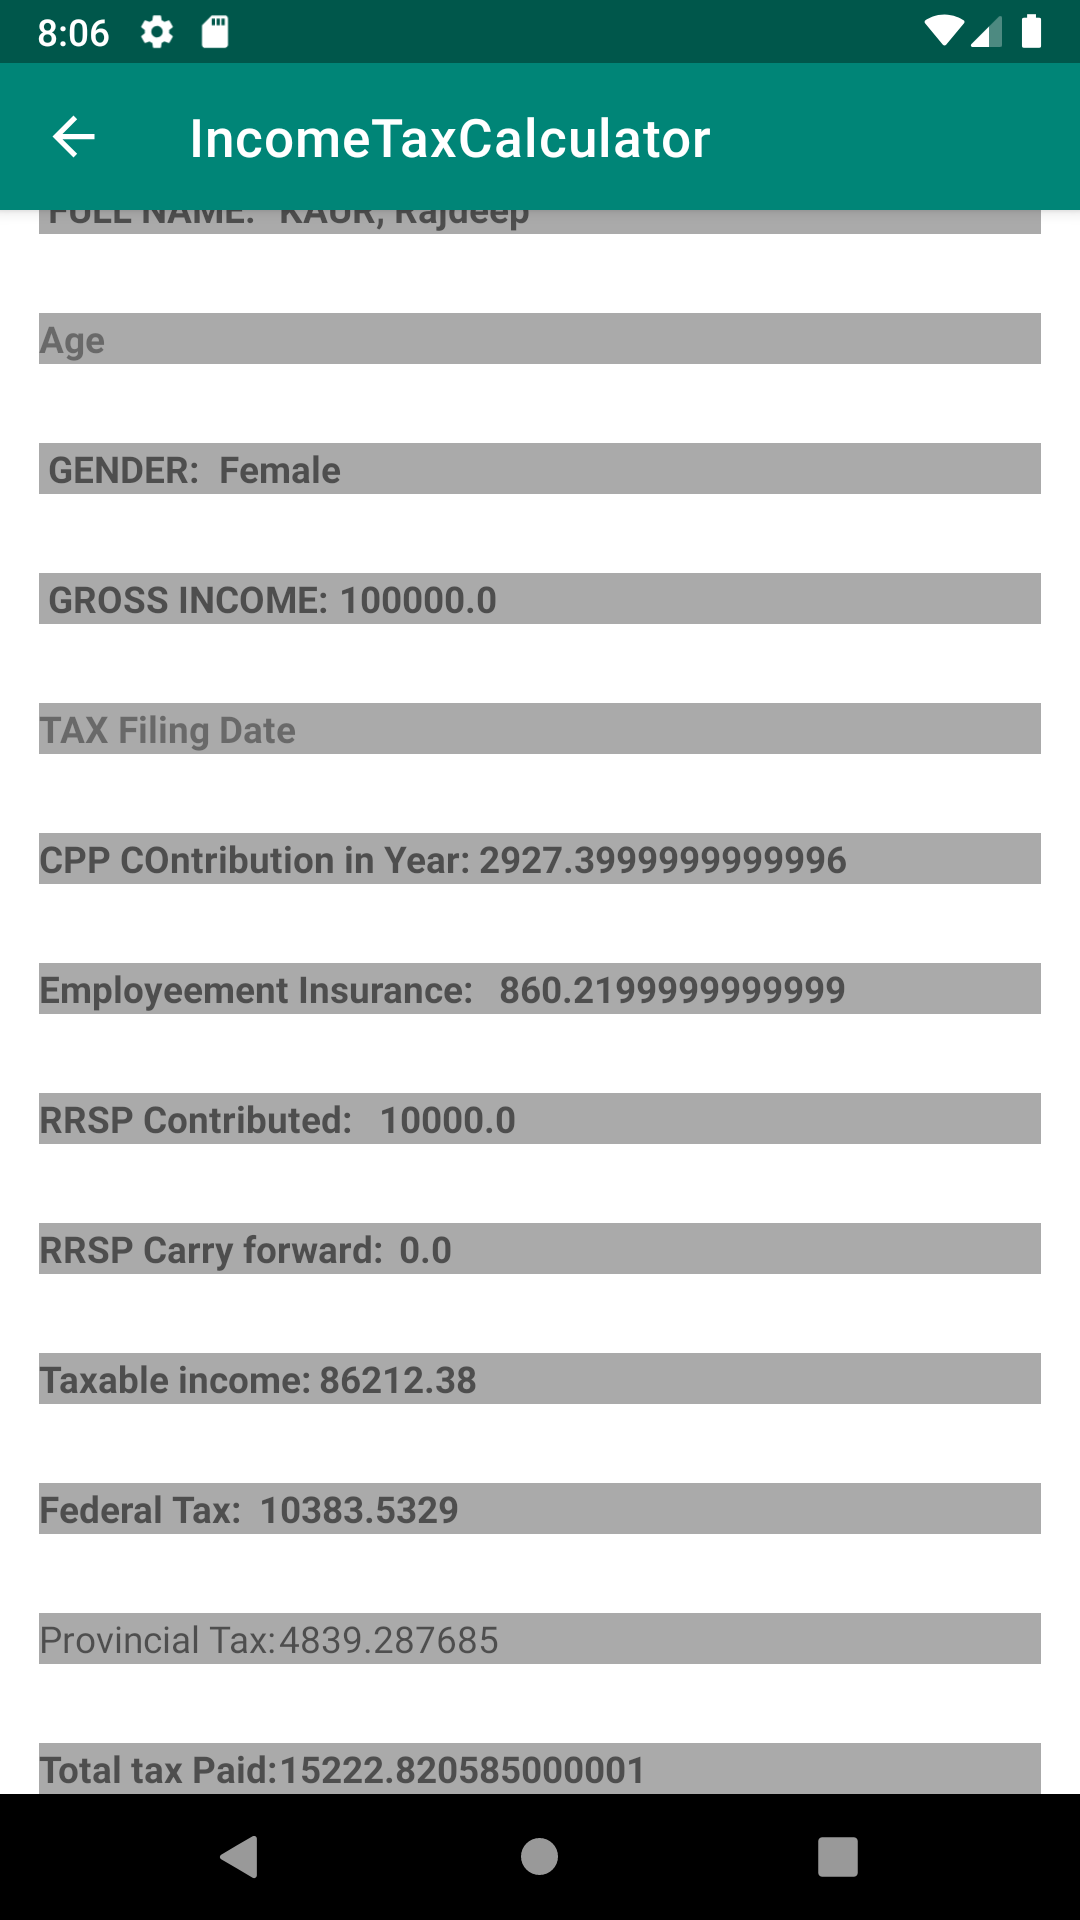 8:06
IncomeTaxCalculator
FULL NAME: KAUR, Rajdeep
Age
GENDER: Female
GROSS INCOME: 100000.0
TAX Filing Date
CPP COntribution in Year: 2927.3999999999996
Employeement Insurance: 860.2199999999999
RRSP Contributed: 10000.0
RRSP Carry forward: 0.0
Taxable income: 86212.38
Federal Tax: 10383.5329
Provincial Tax:4839.287685
Total tax Paid:15222.820585000001